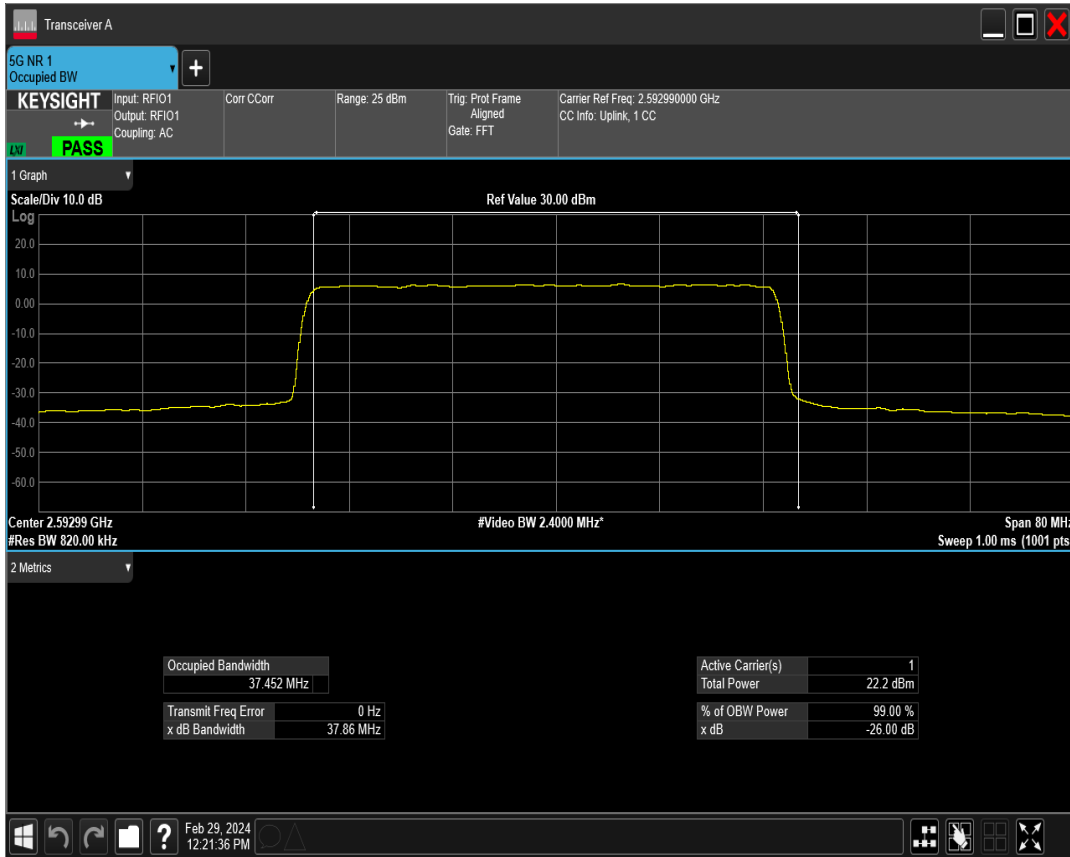 Transceiver A
5G NR 1
Occupied BW
KEYSIGHT
LXI
PASS
Input: RFIO1
Output: RFIO1
Coupling: AC
Corr CCorr
Range: 25 dBm
Trig: Prot Frame
Aligned
Gate: FFT
Carrier Ref Freq: 2.592990000 GHz
CC Info: Uplink, 1 CC
1 Graph
Scale/Div 10.0 dB
Ref Value 30.00 dBm
Log
20.0
10.0
0.00
-10.0
-20.0
-30.0
-40.0
-50.0
-60.0
Center 2.59299 GHz
#Video BW 2.4000 MHz*
Span 80 MHz
#Res BW 820.00 kHz
Sweep 1.00 ms (1001 pts
2 Metrics
Occupied Bandwidth
37.452 MHz
Transmit Freq Error 0 Hz
x dB Bandwidth 37.86 MHz
Active Carrier(s) 1
Total Power 22.2 dBm
% of OBW Power 99.00 %
x dB -26.00 dB
?
Feb 29, 2024
12:21:36 PM